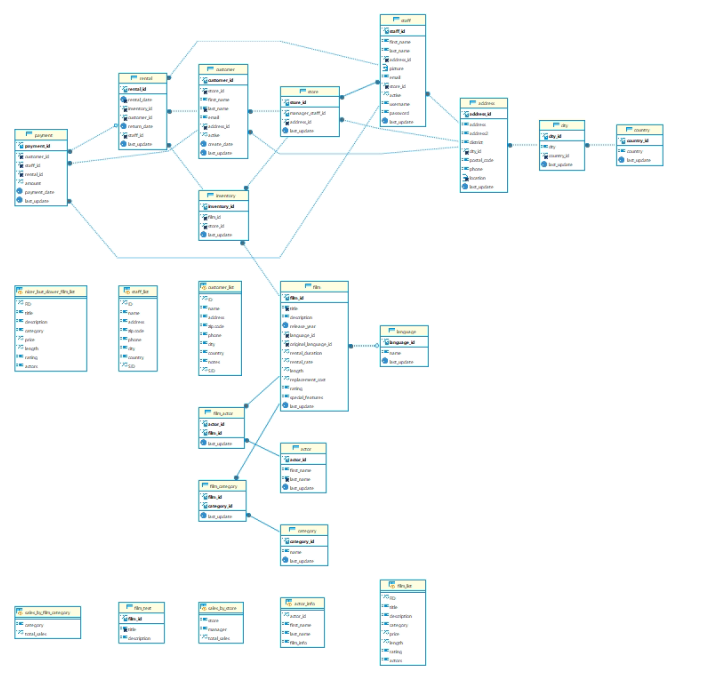 staff
staff_id
first_name
last_name
address_id
picture
email
store_id
active
username
password
last_update
customer
customer_id
store_id
first_name
last_name
email
address_id
active
create_date
last_update
rental
rental_id
rental_date
inventory_id
customer_id
return_date
staff_id
last_update
store
store_id
manager_staff_id
address_id
last_update
address
address_id
address
address2
district
city_id
postal_code
phone
location
last_update
city
city_id
city
country_id
last_update
country
country_id
country
last_update
payment
payment_id
customer_id
staff_id
rental_id
amount
payment_date
last_update
inventory
inventory_id
film_id
store_id
last_update
FID
title
description
category
price
length
rating
actors
staff_list
ID
name
address
zip code
phone
city
country
SID
customer_list
ID
name
address
zip code
phone
city
country
notes
SID
film
film_id
title
description
release_year
language_id
original_language_id
rental_duration
rental_rate
length
replacement_cost
rating
special_features
last_update
language
language_id
name
last_update
film_actor
actor_id
film_id
last_update
actor
actor_id
first_name
last_name
last_update
film_category
film_id
category_id
last_update
category
category_id
name
last_update
sales_by_film_category
category
total_sales
film_text
film_id
title
description
sales_by_store
store
manager
total_sales
actor_info
actor_id
first_name
last_name
film_info
film_list
FID
title
description
category
price
length
rating
actors